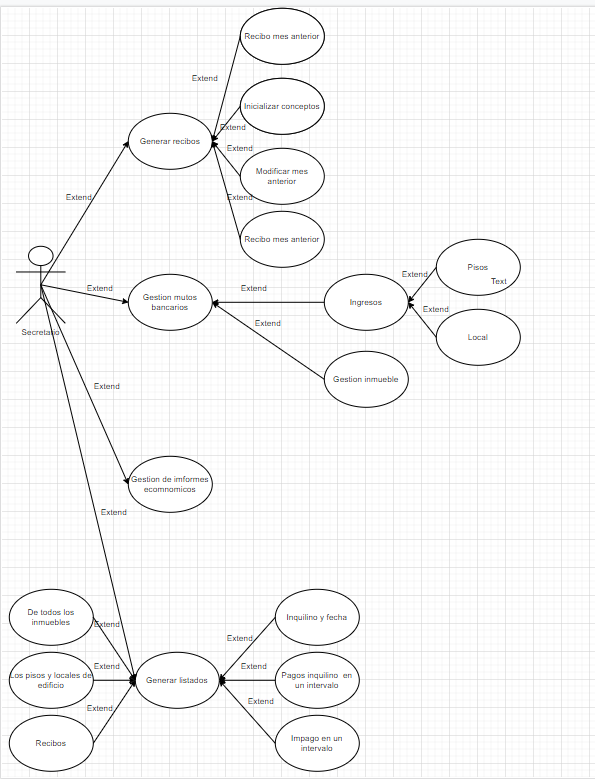 Recibo mes anterior
Extend
Inicializar conceptos
Extend
Generar recibos
Extend
Modificar mes
anterior
Extend
Extend
Recibo mes anterior
Secretario
Extend
Gestion mutos
bancarios
Extend
Ingresos
Extend
Pisos
Text
Extend
Local
Extend
Gestion inmueble
Extend
Gestion de imformes
ecomnomicos
Extend
De todos los
inmuebles
Extend
Los pisos y locales de
edificio
Extend
Recibos
Extend
Generar listados
Inquilino y fecha
Extend
Extend
Pagos inquilino en
un intervalo
Extend
Impago en un
intervalo